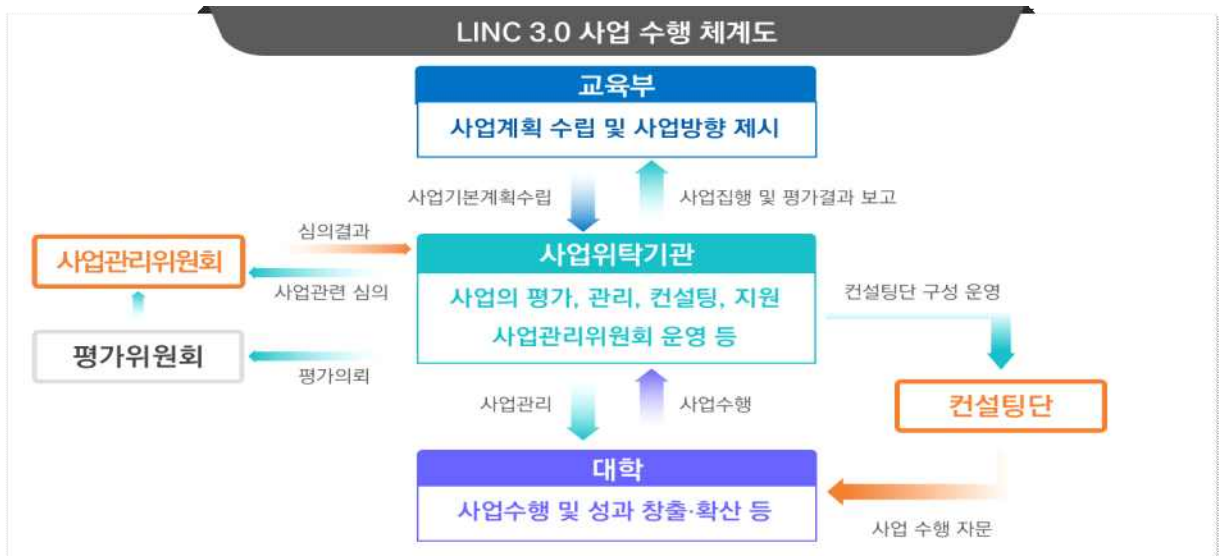 LINC 3.0 사업 수행 체계도
교육부
사업계획 수립 및 사업방향 제시
사업기본계획수립
사업집행 및 평가결과 보고
심의결과
사업관리위원회
사업관련 심의
사업위탁기관
사업의 평가, 관리, 컨설팅, 지원
사업관리위원회 운영 등
컨설팅단 구성 운영
평가위원회
평가의뢰
사업관리
사업수행
컨설팅단
대학
사업수행 및 성과 창출·확산 등
사업 수행 자문